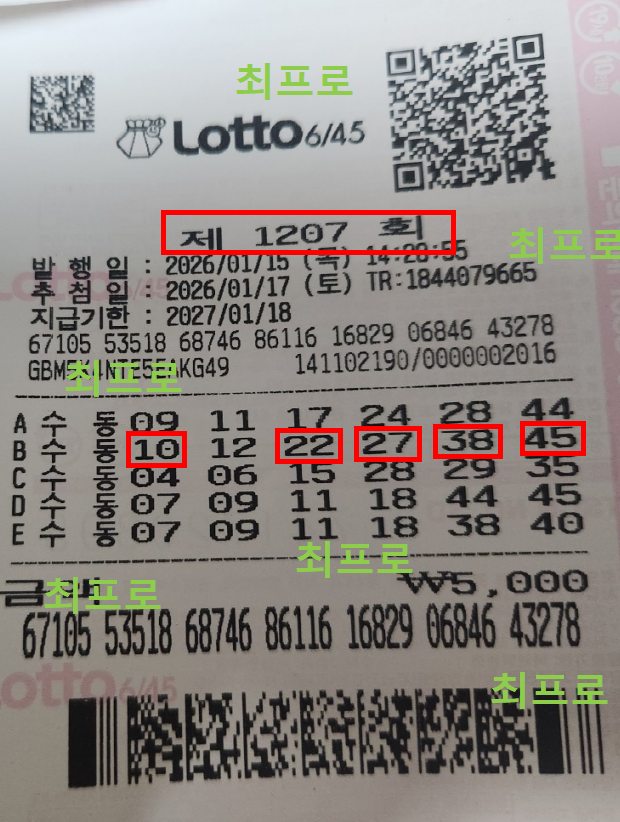 최프로
Lotto 6/45
제 1207 회
최프로
발 행 일 : 2026/01/15 (목) 14:28:55
추 첨 일 : 2026/01/17 (토) TR:1844079665
지급기한 : 2027/01/18
67105 53518 68746 86116 16829 06846 43278
141102190/0000002016
최프로
A 수 동 09 11 17 24 28 44
B 수 동 10 12 22 27 38 45
C 수 동 04 06 15 28 29 35
D 수 동 07 09 11 18 44 45
E 수 동 07 09 11 18 38 40
최프로
금 액 ₩5,000
최프로
67105 53518 68746 86116 16829 06846 43278
최프로
Lotto 6/45